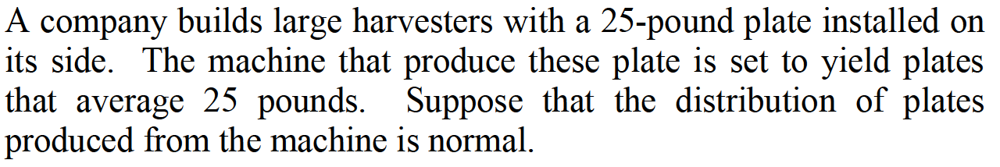 A company builds large harvesters with a 25-pound plate installed on
its side. The machine that produce these plate is set to yield plates
that average 25 pounds. Suppose that the distribution of plates
produced from the machine is normal.